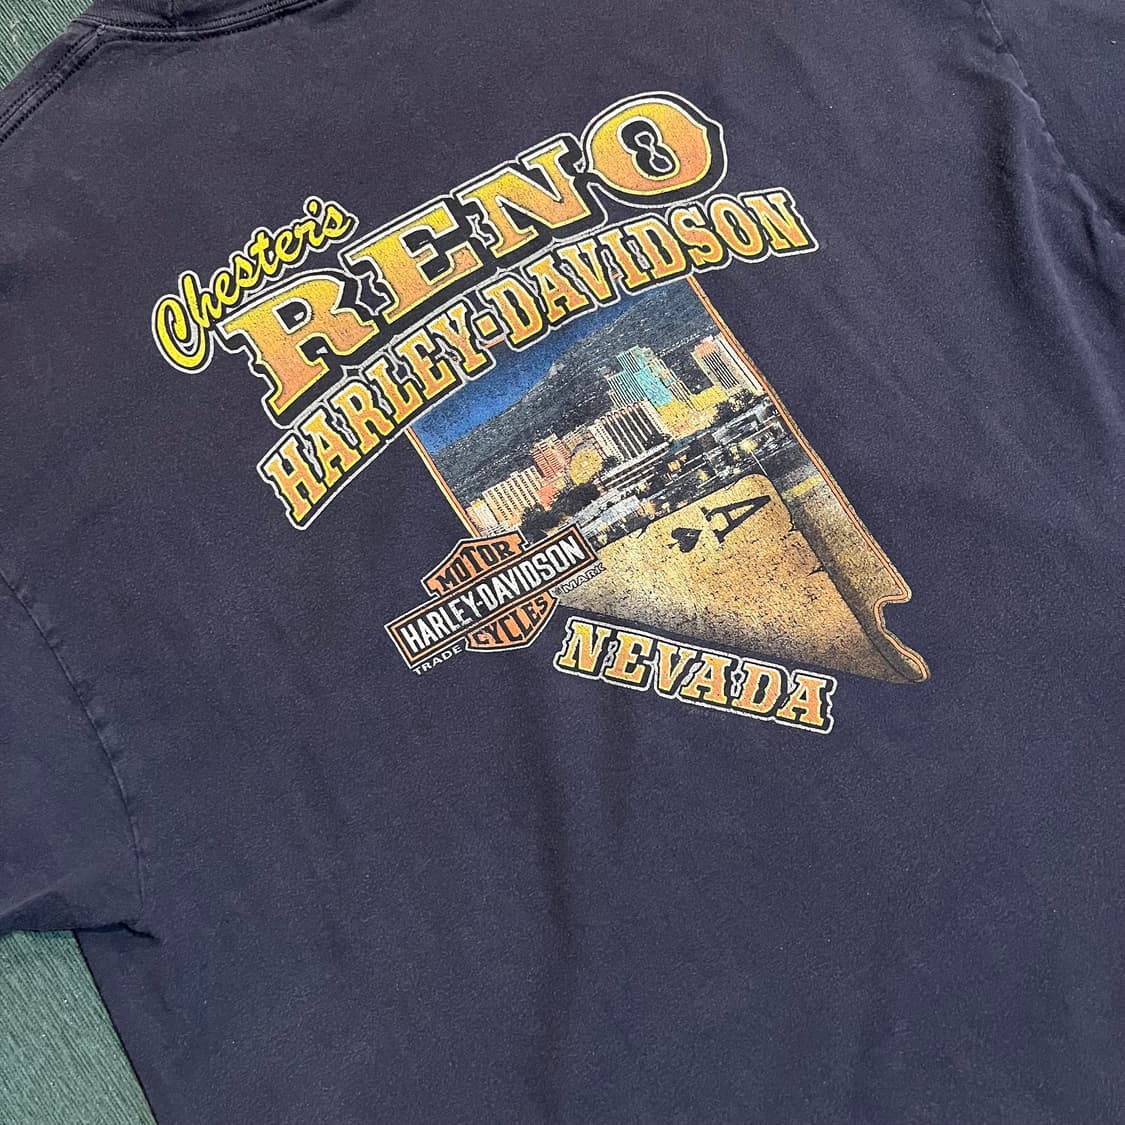 Chester's
RENO
HARLEY-DAVIDSON
A
MOTOR
HARLEY-DAVIDSON
CYCLES
TRADE MARK
NEVADA